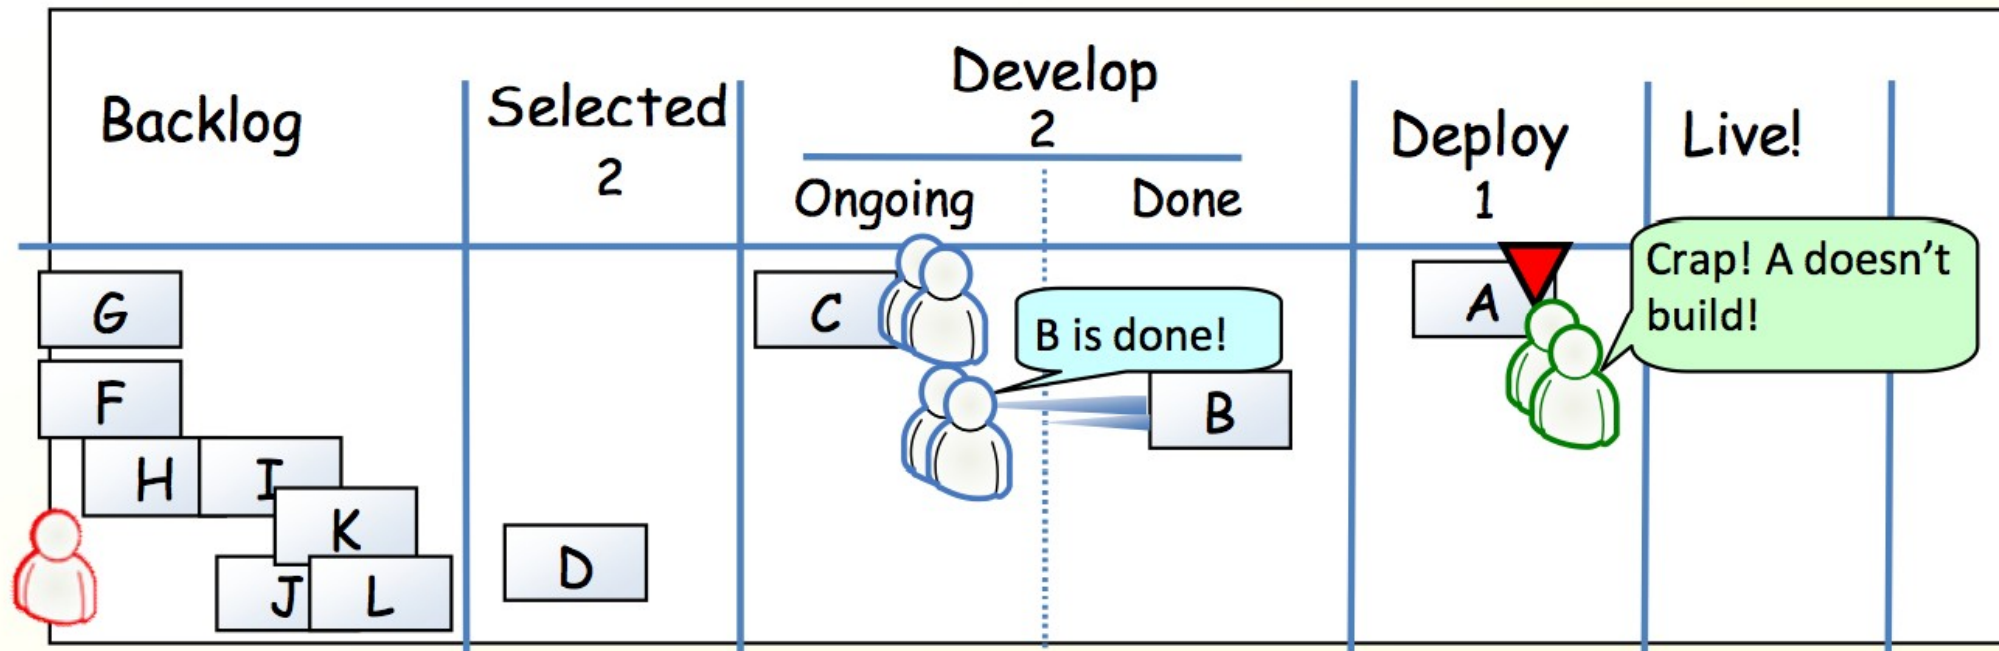 Backlog
Selected
2
Develop
2
Ongoing
Done
Deploy
1
Live!
G
F
H
I
K
J
L
D
C
B is done!
B
A
Crap! A doesn't
build!